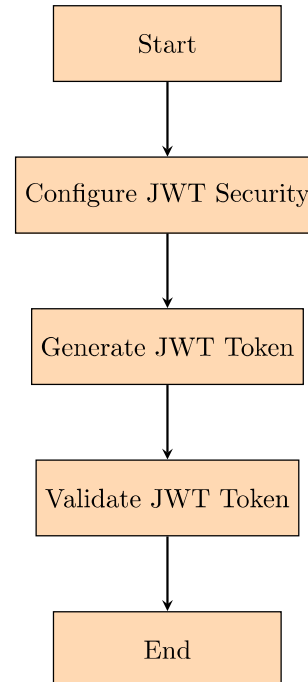 Start
Configure JWT Security
Generate JWT Token
Validate JWT Token
End